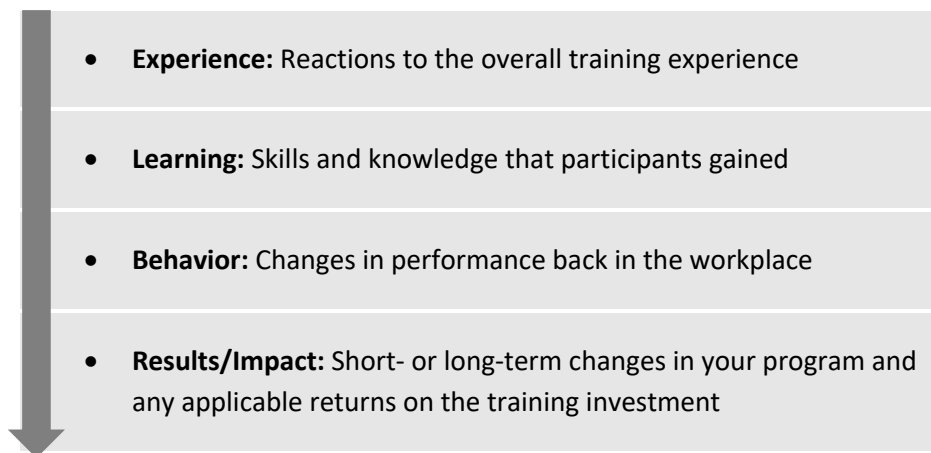 • Experience: Reactions to the overall training experience
• Learning: Skills and knowledge that participants gained
• Behavior: Changes in performance back in the workplace
• Results/Impact: Short- or long-term changes in your program and
any applicable returns on the training investment